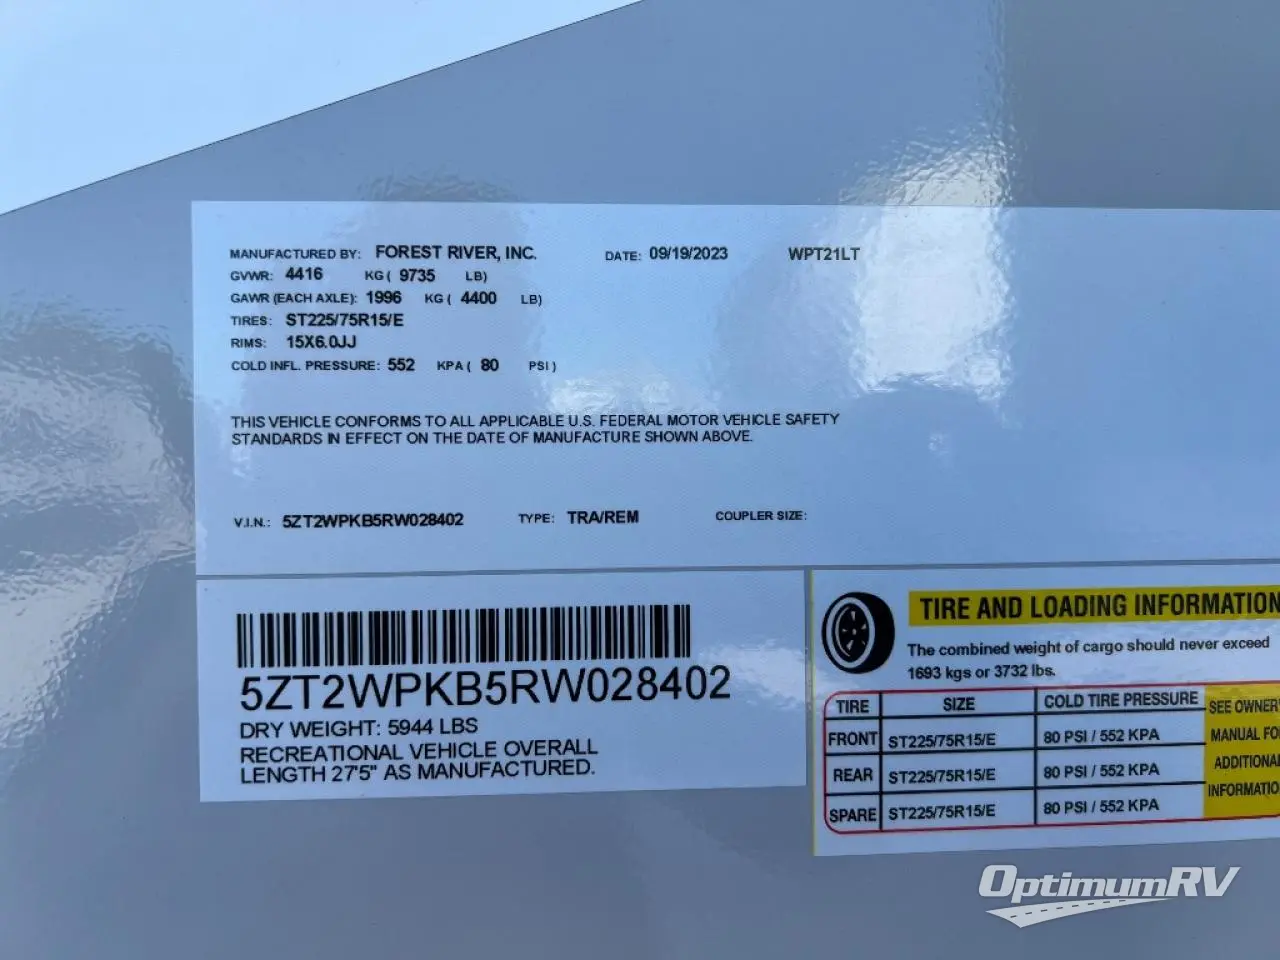 MANUFACTURED BY: FOREST RIVER, INC. DATE: 09/19/2023 WPT21LT
GVWR: 4416 KG ( 9735 LB)
GAWR (EACH AXLE): 1996 KG ( 4400 LB)
TIRES: ST225/75R15/E
RIMS: 15X6.0JJ
COLD INFL. PRESSURE: 552 KPA ( 80 PSI )
THIS VEHICLE CONFORMS TO ALL APPLICABLE U.S. FEDERAL MOTOR VEHICLE SAFETY
STANDARDS IN EFFECT ON THE DATE OF MANUFACTURE SHOWN ABOVE.
V.I.N.: 5ZT2WPKB5RW028402 TYPE: TRA/REM COUPLER SIZE:
5ZT2WPKB5RW028402
DRY WEIGHT: 5944 LBS
RECREATIONAL VEHICLE OVERALL
LENGTH 27'5" AS MANUFACTURED.
TIRE AND LOADING INFORMATION
The combined weight of cargo should never exceed
1693 kgs or 3732 lbs.
TIRE SIZE COLD TIRE PRESSURE
FRONT ST225/75R15/E 80 PSI / 552 KPA
REAR ST225/75R15/E 80 PSI / 552 KPA
SPARE ST225/75R15/E 80 PSI / 552 KPA
SEE OWNER'
MANUAL FO
ADDITIONA
INFORMATIO
OptimumRV